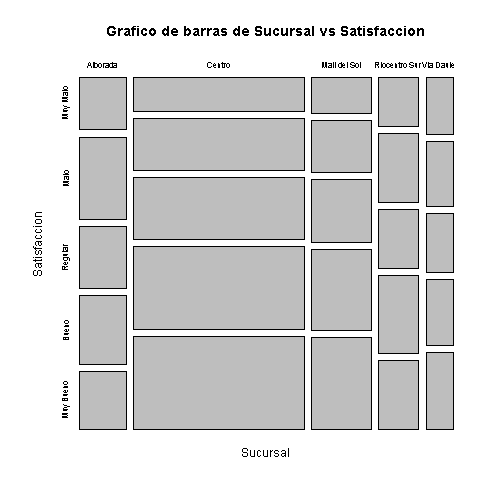 Grafico de barras de Sucursal vs Satisfaccion
Alborada Centro Mall del Sol Riocentro Sur Via Daule
Muy Malo
Malo
Regular
Bueno
Muy Bueno
Satisfaccion
Sucursal